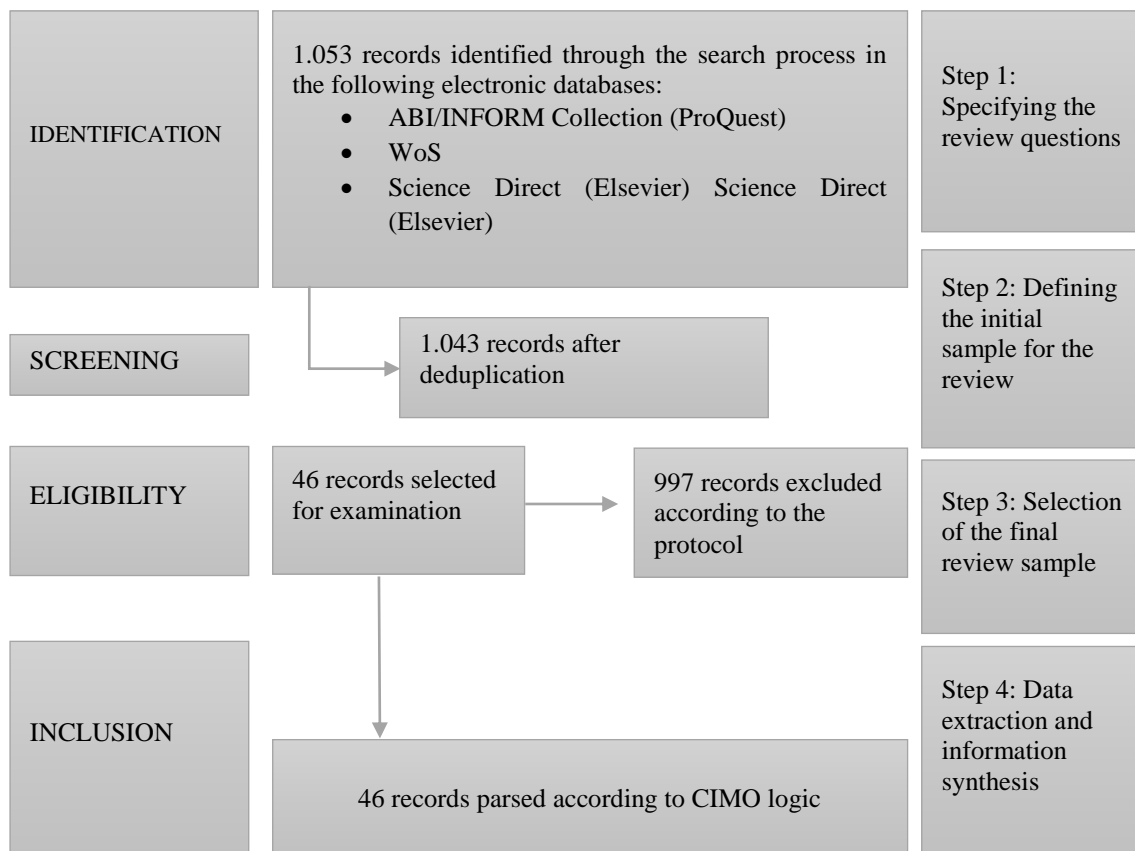 IDENTIFICATION
1.053 records identified through the search process in
the following electronic databases:
• ABI/INFORM Collection (ProQuest)
• WoS
• Science Direct (Elsevier) Science Direct
(Elsevier)
Step 1:
Specifying the
review questions
SCREENING
1.043 records after
deduplication
Step 2: Defining
the initial
sample for the
review
ELIGIBILITY
46 records selected
for examination
997 records excluded
according to the
protocol
Step 3: Selection
of the final
review sample
INCLUSION
46 records parsed according to CIMO logic
Step 4: Data
extraction and
information
synthesis